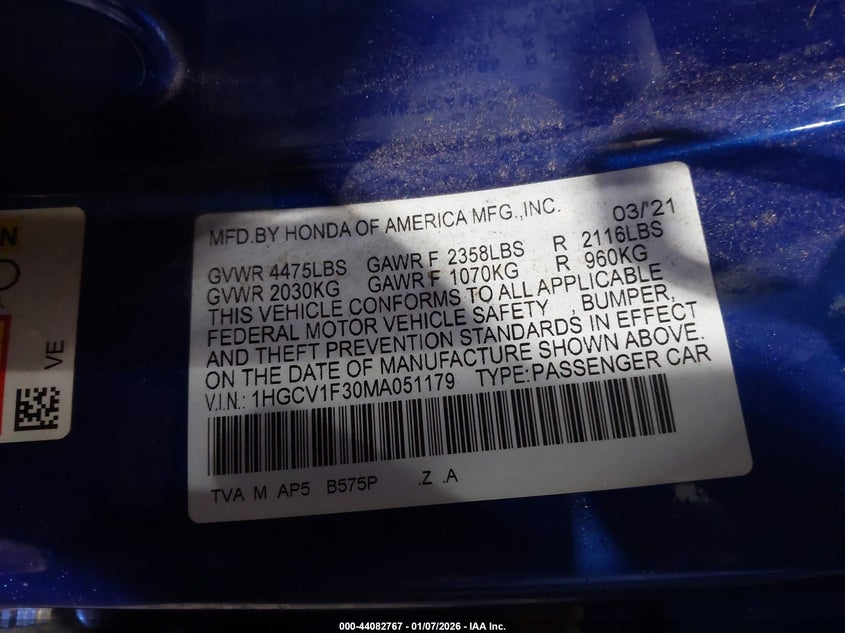 MFD.BY HONDA OF AMERICA MFG.,INC. 03/'21
GVWR 4475LBS GAWR F 2358LBS R 2116LBS
GVWR 2030KG GAWR F 1070KG R 960KG
THIS VEHICLE CONFORMS TO ALL APPLICABLE
FEDERAL MOTOR VEHICLE SAFETY , BUMPER,
AND THEFT PREVENTION STANDARDS IN EFFECT
ON THE DATE OF MANUFACTURE SHOWN ABOVE.
V.I.N.: 1HGCV1F30MA051179 TYPE:PASSENGER CAR
TVA M AP5 B575P .Z .A
VE
000-44082767 - 01/07/2026 - IAA Inc.